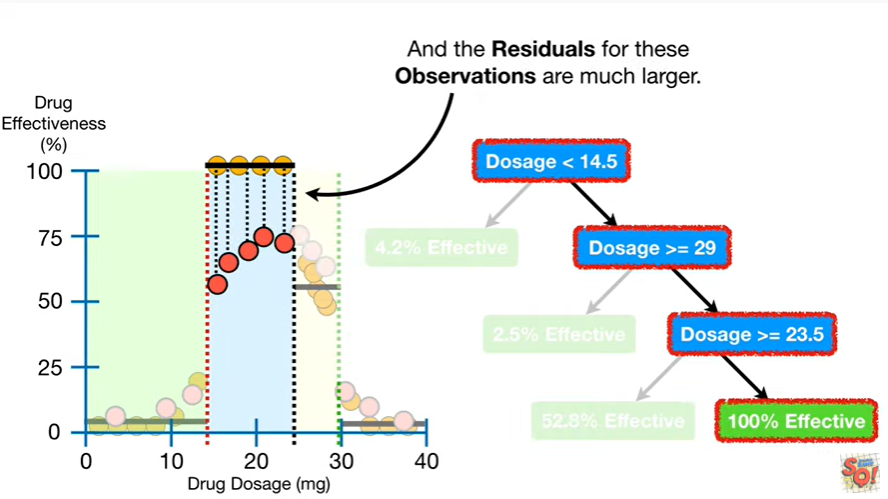 And the Residuals for these
Observations are much larger.
Drug
Effectiveness
(%)
100
75
50
25
0
0 10 20 30 40
Drug Dosage (mg)
Dosage < 14.5
4.2% Effective
Dosage >= 29
2.5% Effective
Dosage >= 23.5
52.8% Effective
100% Effective
SQ!